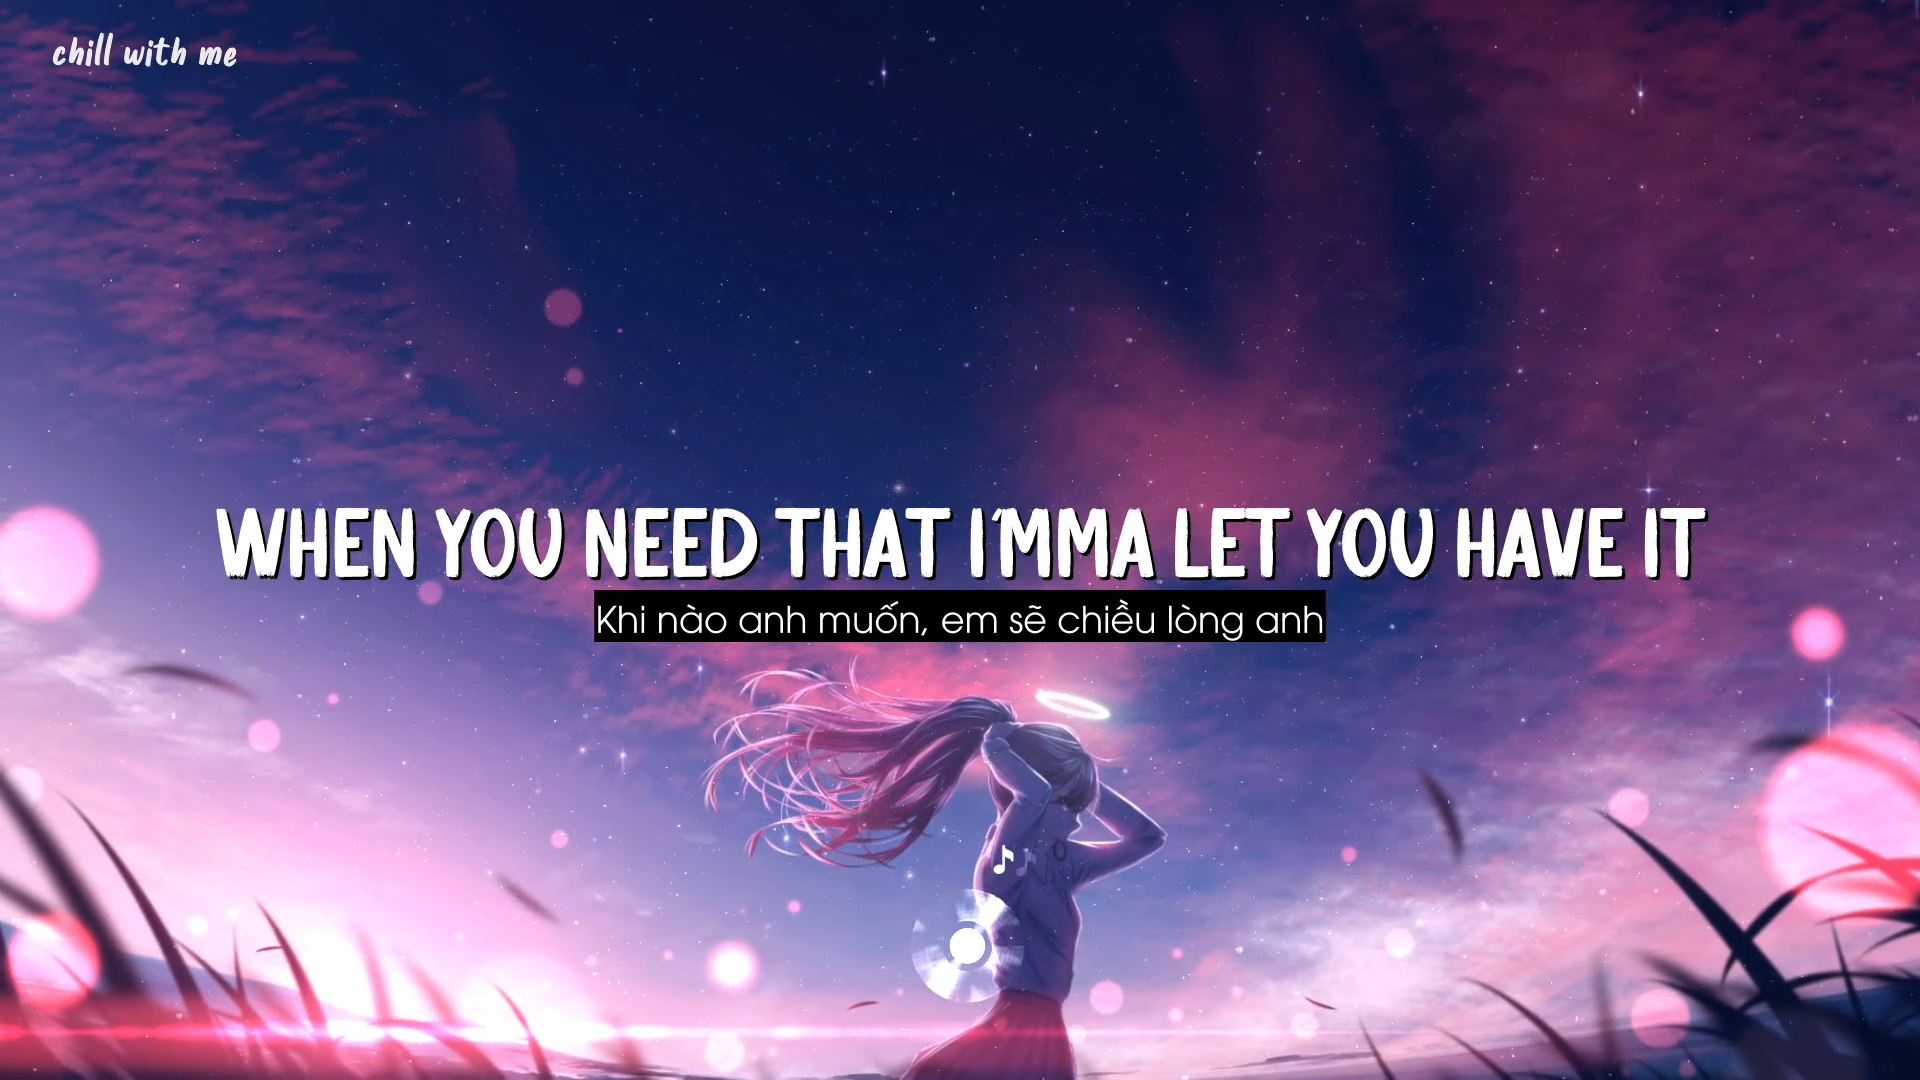 chill with me
WHEN YOU NEED THAT I'MMA LET YOU HAVE IT
Khi nào anh muốn, em sẽ chiều lòng anh